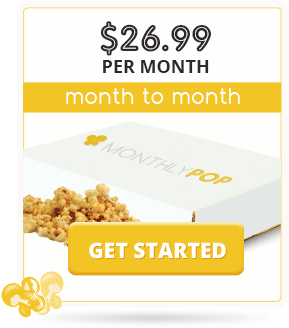 $26.99
PER MONTH
month to month
MONTHLYPOP
GET STARTED